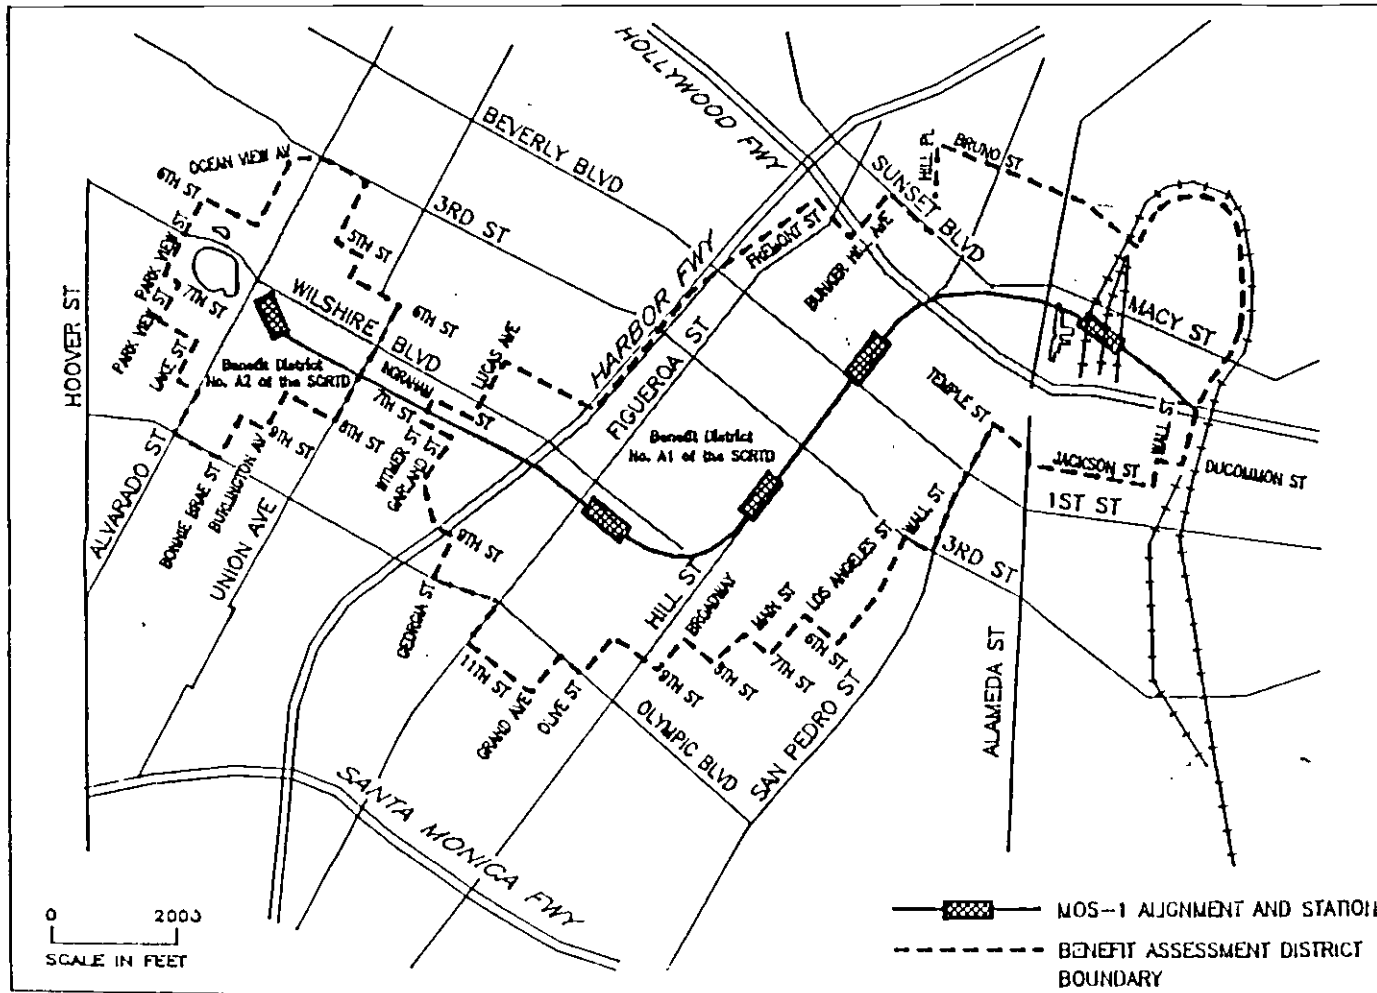 HOLLYWOOD FWY
BEVERLY BLVD
OCEAN VIEW AV
6TH ST
3RD ST
SUNSET BLVD
HILL PL
BRUNO ST
PARK VIEW ST
7TH ST
5TH ST
HARBOR FWY
FREMONT ST
BUNKER HILL AVE
HOOVER ST
PARK VIEW ST
LAKE ST
WILSHIRE BLVD
6TH ST
LUCAS AVE
MACY ST
Benefit District
No. A2 of the SCRTD
INGRAHAM ST
7TH ST
FIGUEROA ST
TEMPLE ST
Benefit District
No. A1 of the SCRTD
ALVARADO ST
BONNIE BRAE ST
BURLINGTON AV
9TH ST
8TH ST
UNION AVE
WITMER ST
GARLAND
JACKSON ST
DUCOMMON ST
1ST ST
WALL ST
3RD ST
9TH ST
GEORGIA ST
HILL ST
BROADWAY
MAIN ST
LOS ANGELES ST
11TH ST
GRAND AVE
OLIVE ST
9TH ST
7TH ST
6TH ST
OLYMPIC BLVD
SAN PEDRO ST
ALAMEDA ST
SANTA MONICA FWY
0 2000
SCALE IN FEET
MOS-1 ALIGNMENT AND STATION
BENEFIT ASSESSMENT DISTRICT
BOUNDARY